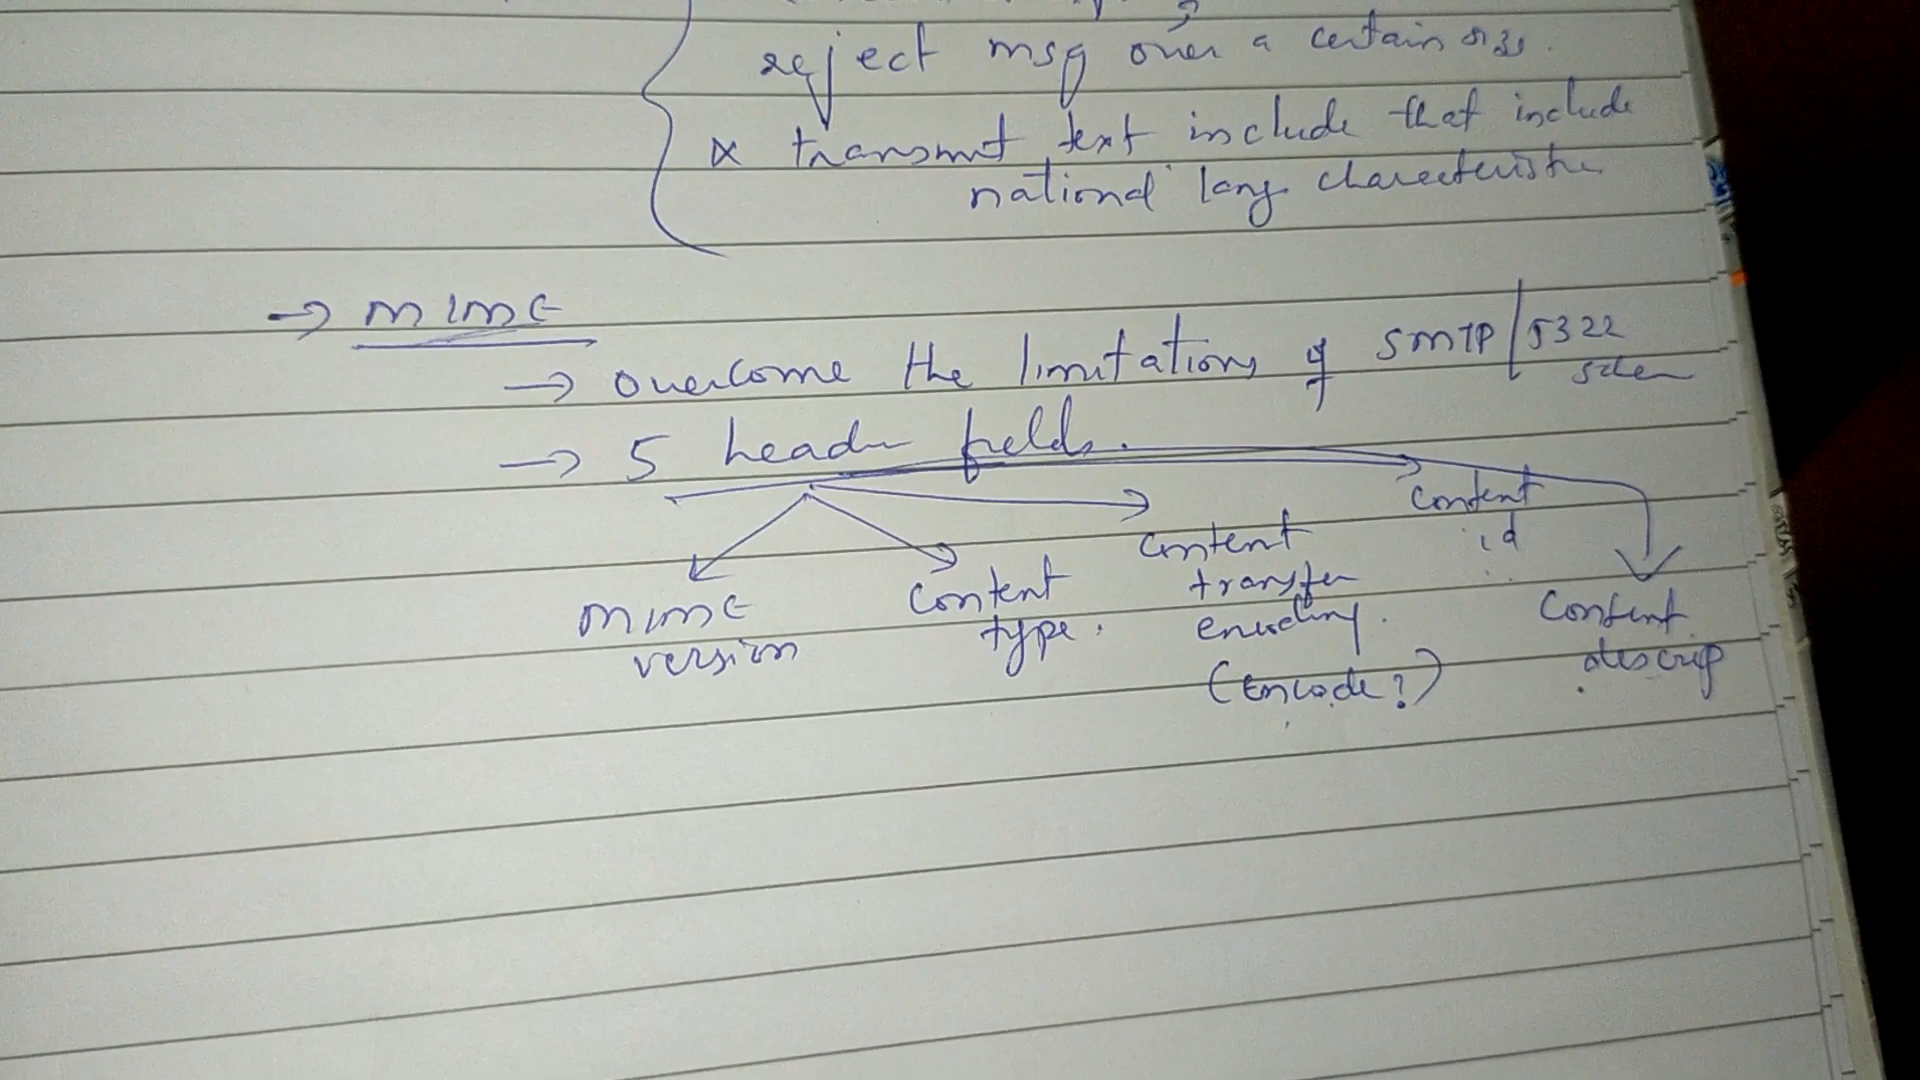 reject msg over a certain size.
x transmit text include that include
national lang. charecteristic
→ MIME
→ overcome the limitations of SMTP/5322
→ 5 header fields.
MIME
version
Content
type.
Content
transfer
encoding.
(Encode?)
Content
id
Content
descrip